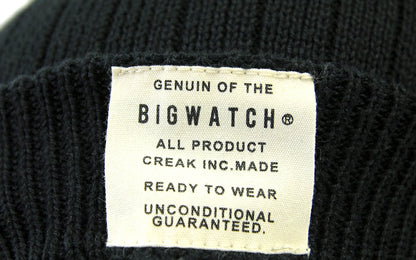 GENUIN OF THE
BIGWATCH®
ALL PRODUCT
CREAK INC.MADE
READY TO WEAR
UNCONDITIONAL
GUARANTEED.